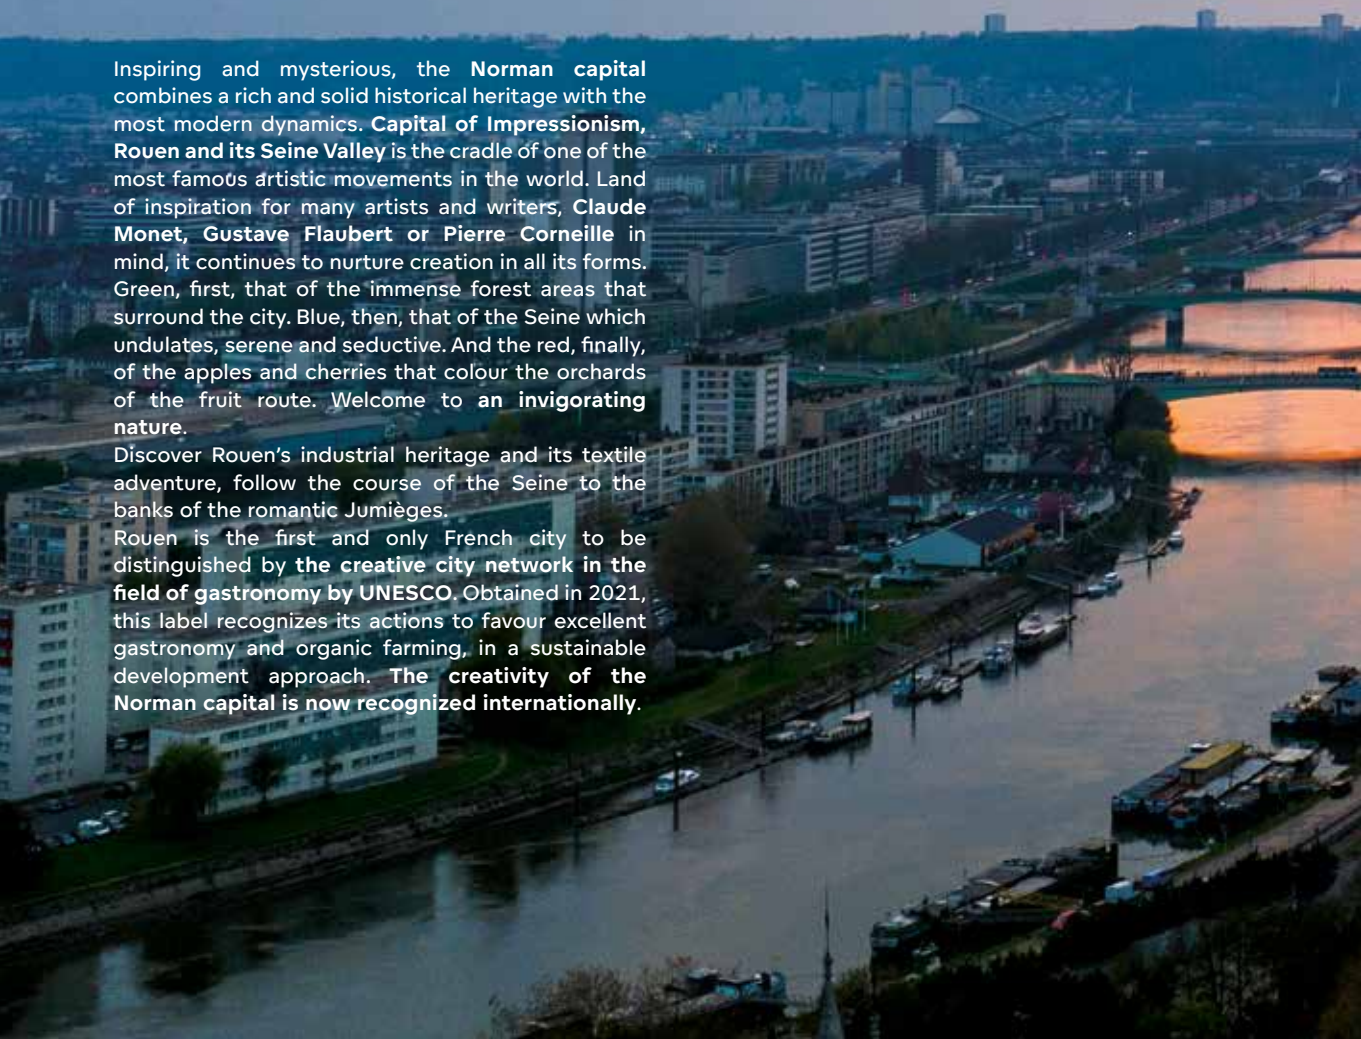 Inspiring and mysterious, the Norman capital
combines a rich and solid historical heritage with the
most modern dynamics. Capital of Impressionism,
Rouen and its Seine Valley is the cradle of one of the
most famous artistic movements in the world. Land
of inspiration for many artists and writers, Claude
Monet, Gustave Flaubert or Pierre Corneille in
mind, it continues to nurture creation in all its forms.
Green, first, that of the immense forest areas that
surround the city. Blue, then, that of the Seine which
undulates, serene and seductive. And the red, finally,
of the apples and cherries that colour the orchards
of the fruit route. Welcome to an invigorating
nature.
Discover Rouen’s industrial heritage and its textile
adventure, follow the course of the Seine to the
banks of the romantic Jumièges.
Rouen is the first and only French city to be
distinguished by the creative city network in the
field of gastronomy by UNESCO. Obtained in 2021,
this label recognizes its actions to favour excellent
gastronomy and organic farming, in a sustainable
development approach. The creativity of the
Norman capital is now recognized internationally.